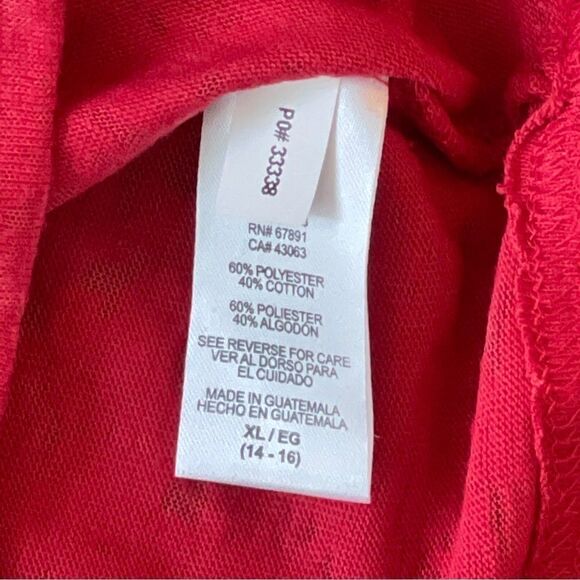 PO# 33338
RN# 67891
CA# 43063
60% POLYESTER
40% COTTON
60% POLIESTER
40% ALGODON
SEE REVERSE FOR CARE
VER AL DORSO PARA
EL CUIDADO
MADE IN GUATEMALA
HECHO EN GUATEMALA
XL / EG
(14 - 16)